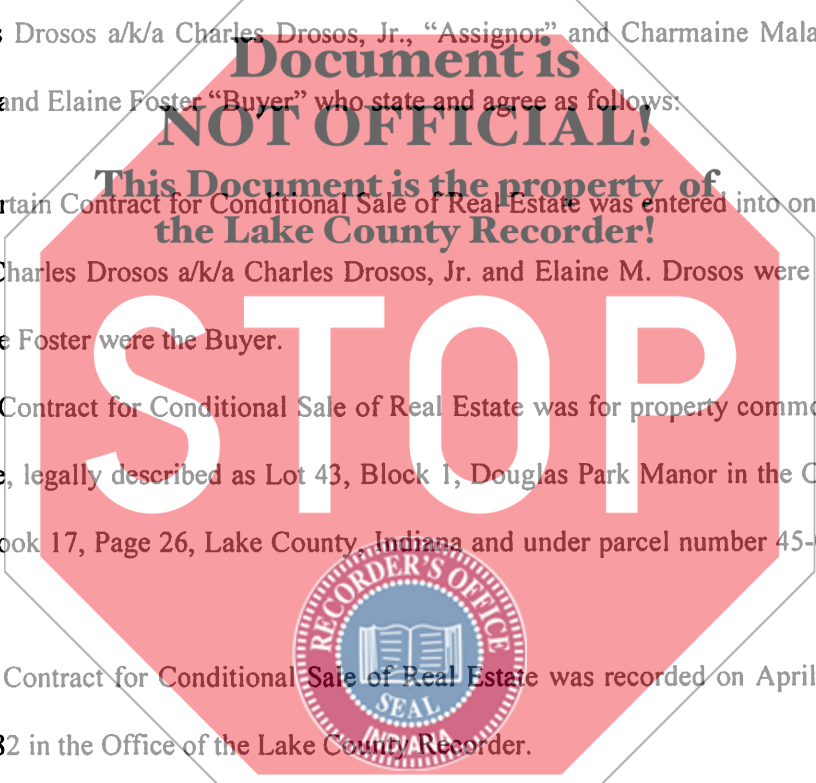 Drosos a/k/a Charles Drosos, Jr., “Assignor” and Charmaine Mala
Document is
and Elaine Foster “Buyer” who state and agree as follows:
NOT OFFICIAL!
This Document is the property of
rtain Contract for Conditional Sale of Real Estate was entered into on
the Lake County Recorder!
Charles Drosos a/k/a Charles Drosos, Jr. and Elaine M. Drosos were
STOP
e Foster were the Buyer.
Contract for Conditional Sale of Real Estate was for property commo
e, legally described as Lot 43, Block 1, Douglas Park Manor in the C
ook 17, Page 26, Lake County, Indiana and under parcel number 45-
RECORDER'S OFFICE
Contract for Conditional Sale of Real Estate was recorded on April
SEAL
INDIANA
32 in the Office of the Lake County Recorder.